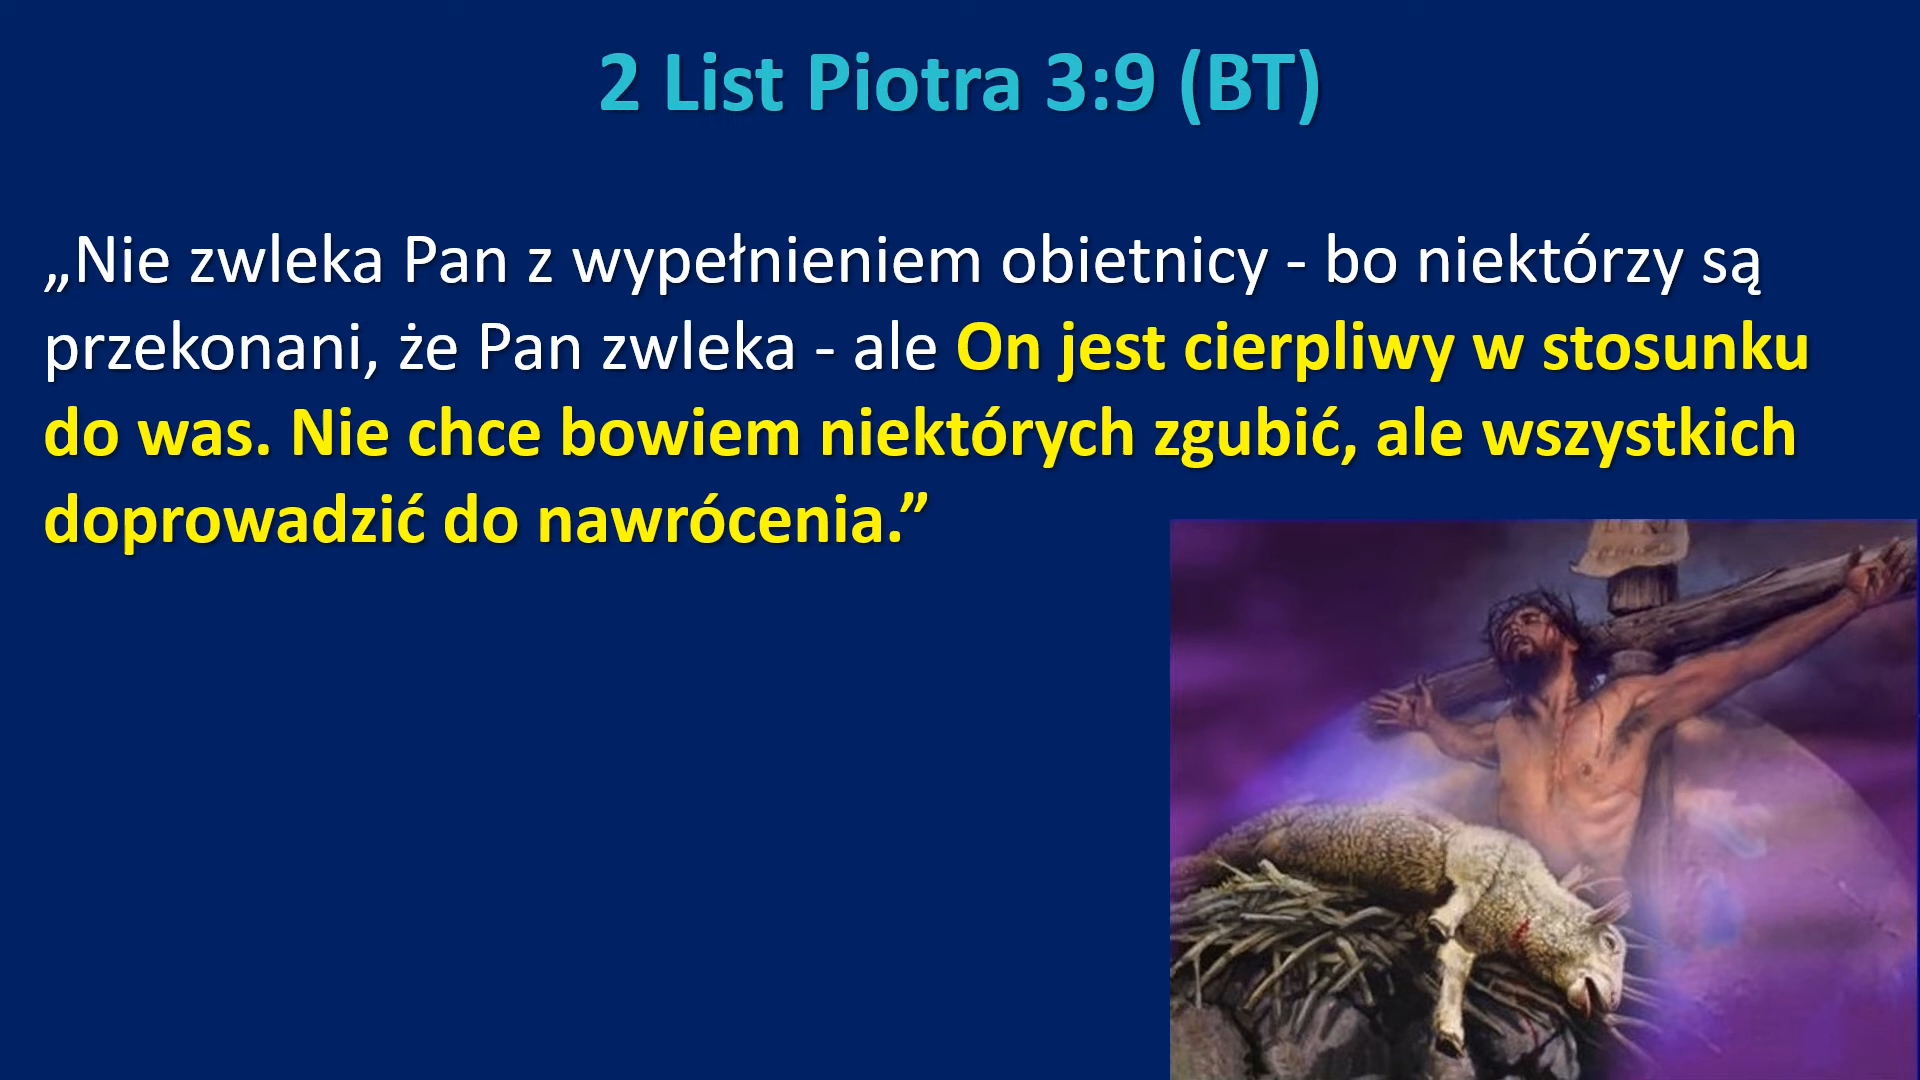 2 List Piotra 3:9 (BT)
„Nie zwleka Pan z wypełnieniem obietnicy - bo niektórzy są
przekonani, że Pan zwleka - ale On jest cierpliwy w stosunku
do was. Nie chce bowiem niektórych zgubić, ale wszystkich
doprowadzić do nawrócenia.”